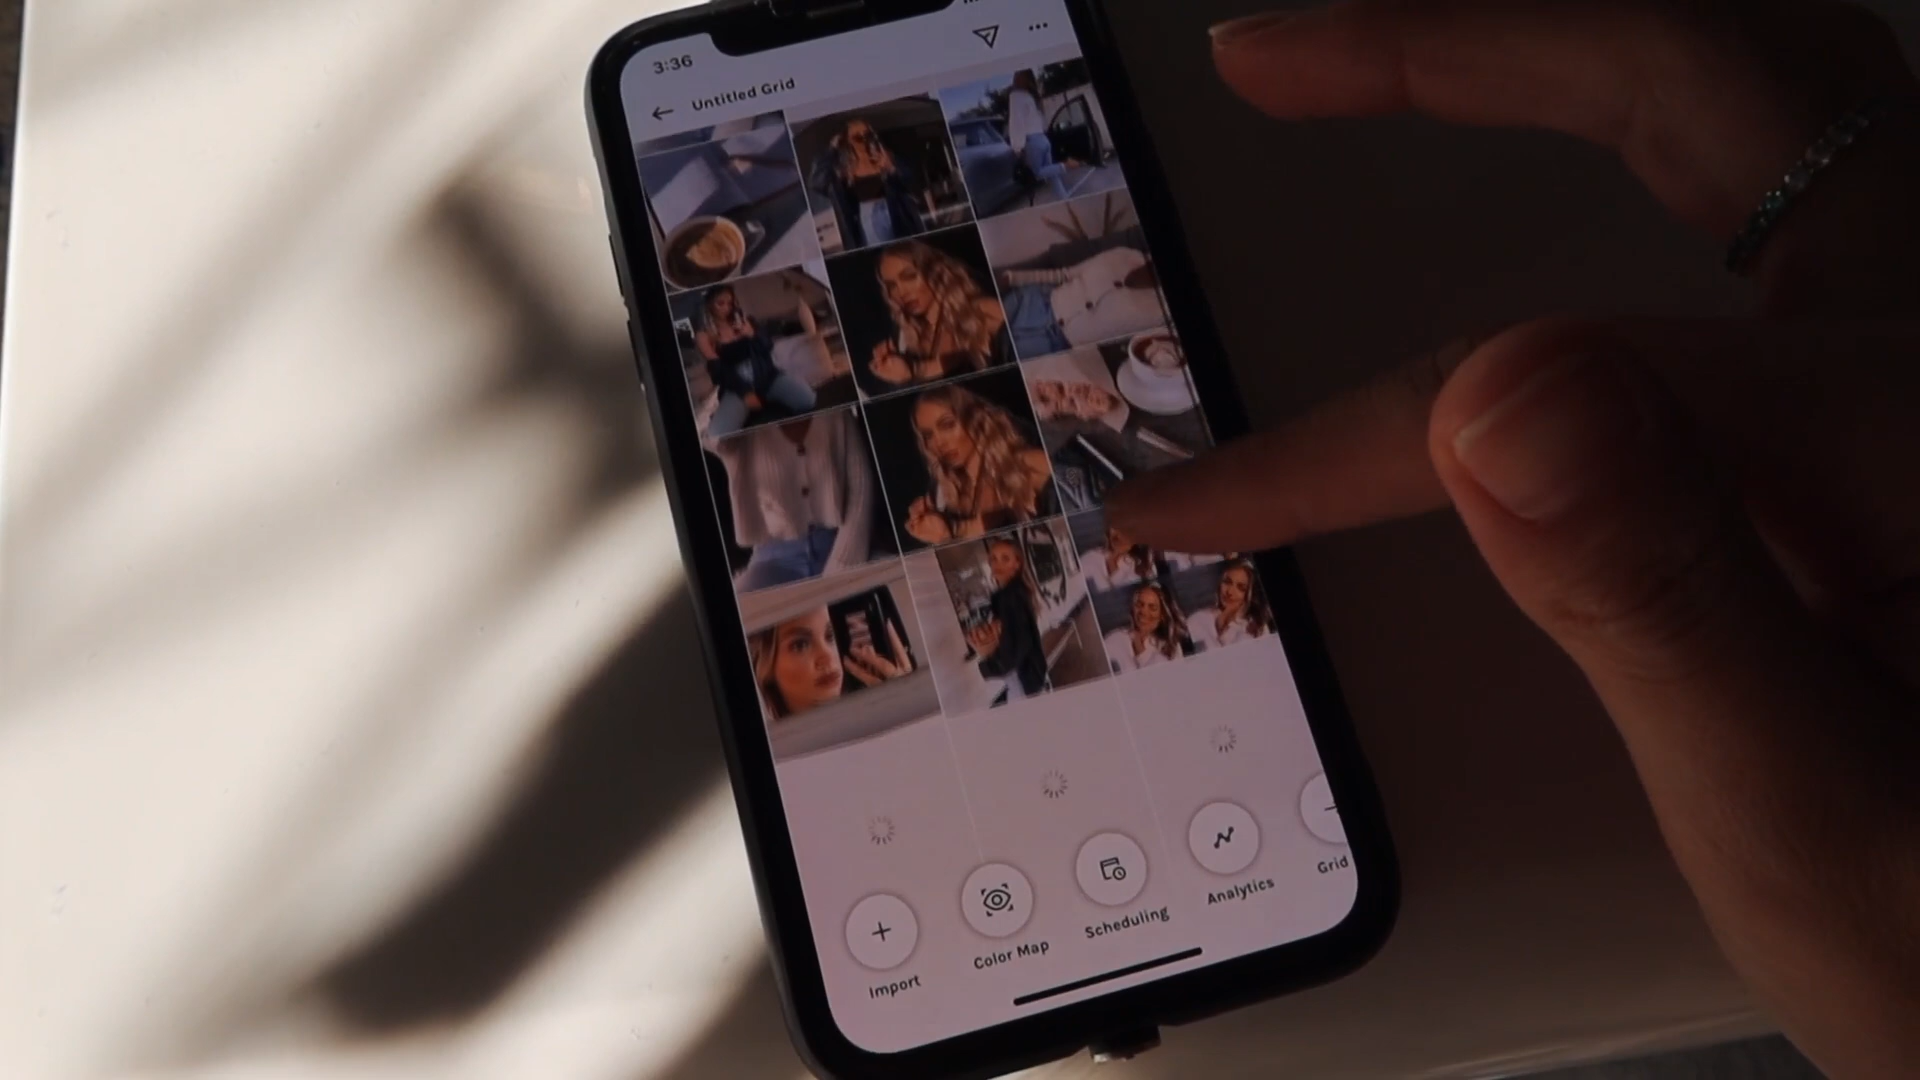 3:36
Untitled Grid
Import
Color Map
Scheduling
Analytics
Grid